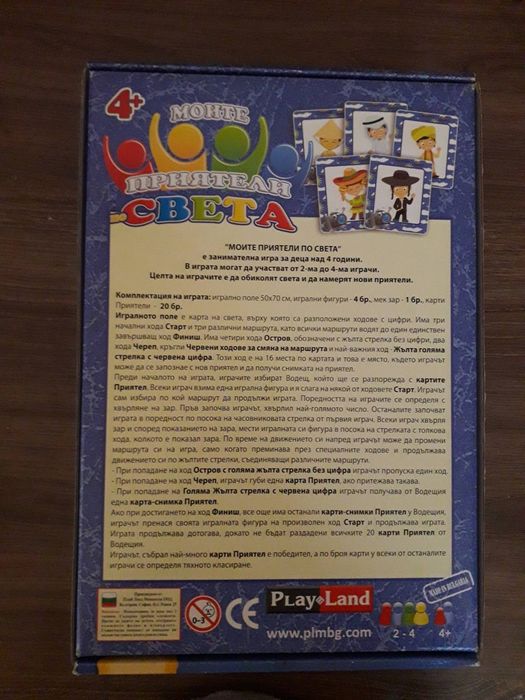 4+
МОИТЕ
ПРИЯТЕЛИ
по
СВЕТА
"МОИТЕ ПРИЯТЕЛИ ПО СВЕТА"
е занимателна игра за деца над 4 години.
В играта могат да участват от 2-ма до 4-ма играчи.
Целта на играчите е да обиколят света и да намерят нови приятели.
Комплектация на играта: игрално поле 50х70 см, игрални фигури - 4 бр., мек зар - 1 бр., карти
Приятели - 20 бр.
Игралното поле е карта на света, върху която са разположени ходове с цифри. Има три
начални хода Старт и три различни маршрута, като всички маршрути водят до един единствен
завършващ ход Финиш. Има четири хода Остров, обозначени с жълта стрелка без цифри, два
хода Череп, кръгли Червени ходове за смяна на маршрута и най-важния ход - Жълта голяма
стрелка с червена цифра. Този ход е на 16 места по картата и това е място, където играчът
може да се запознае с нов приятел и да получи снимката на приятел.
Преди началото на играта, играчите избират Водещ, който ще се разпорежда с картите
Приятел. Всеки играч взима една игрална фигура и я слага на някой от ходовете Старт. Играчът
сам избира по кой маршрут да продължи играта. Поредността на играчите се определя с
хвърляне на зар. Пръв започва играчът, хвърлил най-голямото число. Останалите започват
играта в поредност по посока на часовниковата стрелка от първия играч. Всеки играч хвърля
зар и според показанието на зара, мести игралната си фигура в посока на стрелката с толкова
хода, колкото е показал зара. По време на движението си напред играчът може да промени
маршрута си на игра, само когато преминава през специалните ходове и продължава
движението си по жълтите стрелки, съединяващи различните маршрути.
- При попадане на ход Остров с голяма жълта стрелка без цифра играчът пропуска един ход.
- При попадане на ход Череп, играчът губи една карта Приятел, ако притежава такава.
- При попадане на Голяма Жълта стрелка с червена цифра играчът получава от Водещия
една карта-снимка Приятел.
Ако при достигането на ход Финиш, все още има останали карти-снимки Приятел у Водещия,
играчът пренася своята игралната фигура на произволен ход Старт и продължава играта.
Играта продължава дотогава, докато не бъдат раздадени всичките 20 карти Приятел от
Водещия.
Играчът, събрал най-много карти Приятел е победител, а по броя карти у всеки от останалите
играчи се определя тяхното класиране.
0-3
CE
PLAY LAND
www.plmbg.com
MADE IN BULGARIA
2 - 4
4+